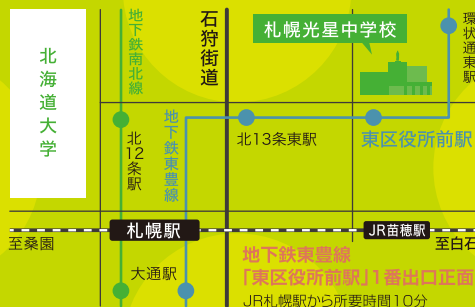 地下鉄南北線
石狩街道
札幌光星中学校
環状通東駅
北海道大学
地下鉄東豊線
北12条駅
北13条東駅
東区役所前駅
札幌駅
JR苗穂駅
至桑園
至白石
大通駅
地下鉄東豊線
「東区役所前駅」1番出口正面
JR札幌駅から所要時間10分